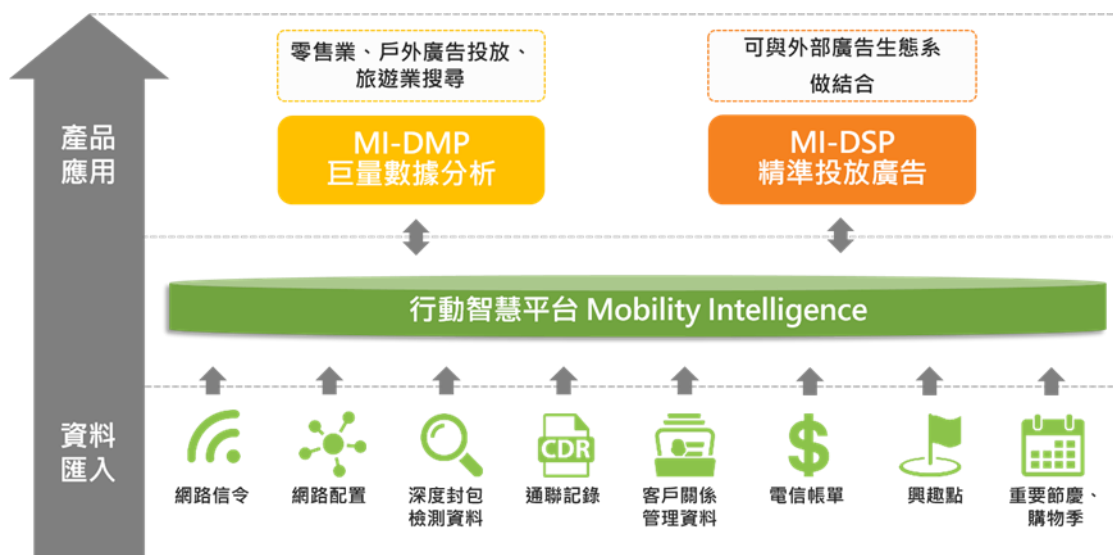 零售業、戶外廣告投放、
旅遊業搜尋
可與外部廣告生態系
做結合
產品
應用
MI-DMP
巨量數據分析
MI-DSP
精準投放廣告
行動智慧平台 Mobility Intelligence
資料
匯入
CDR
網路信令
網路配置
深度封包
檢測資料
通聯記錄
客戶關係
管理資料
電信帳單
興趣點
重要節慶、
購物季